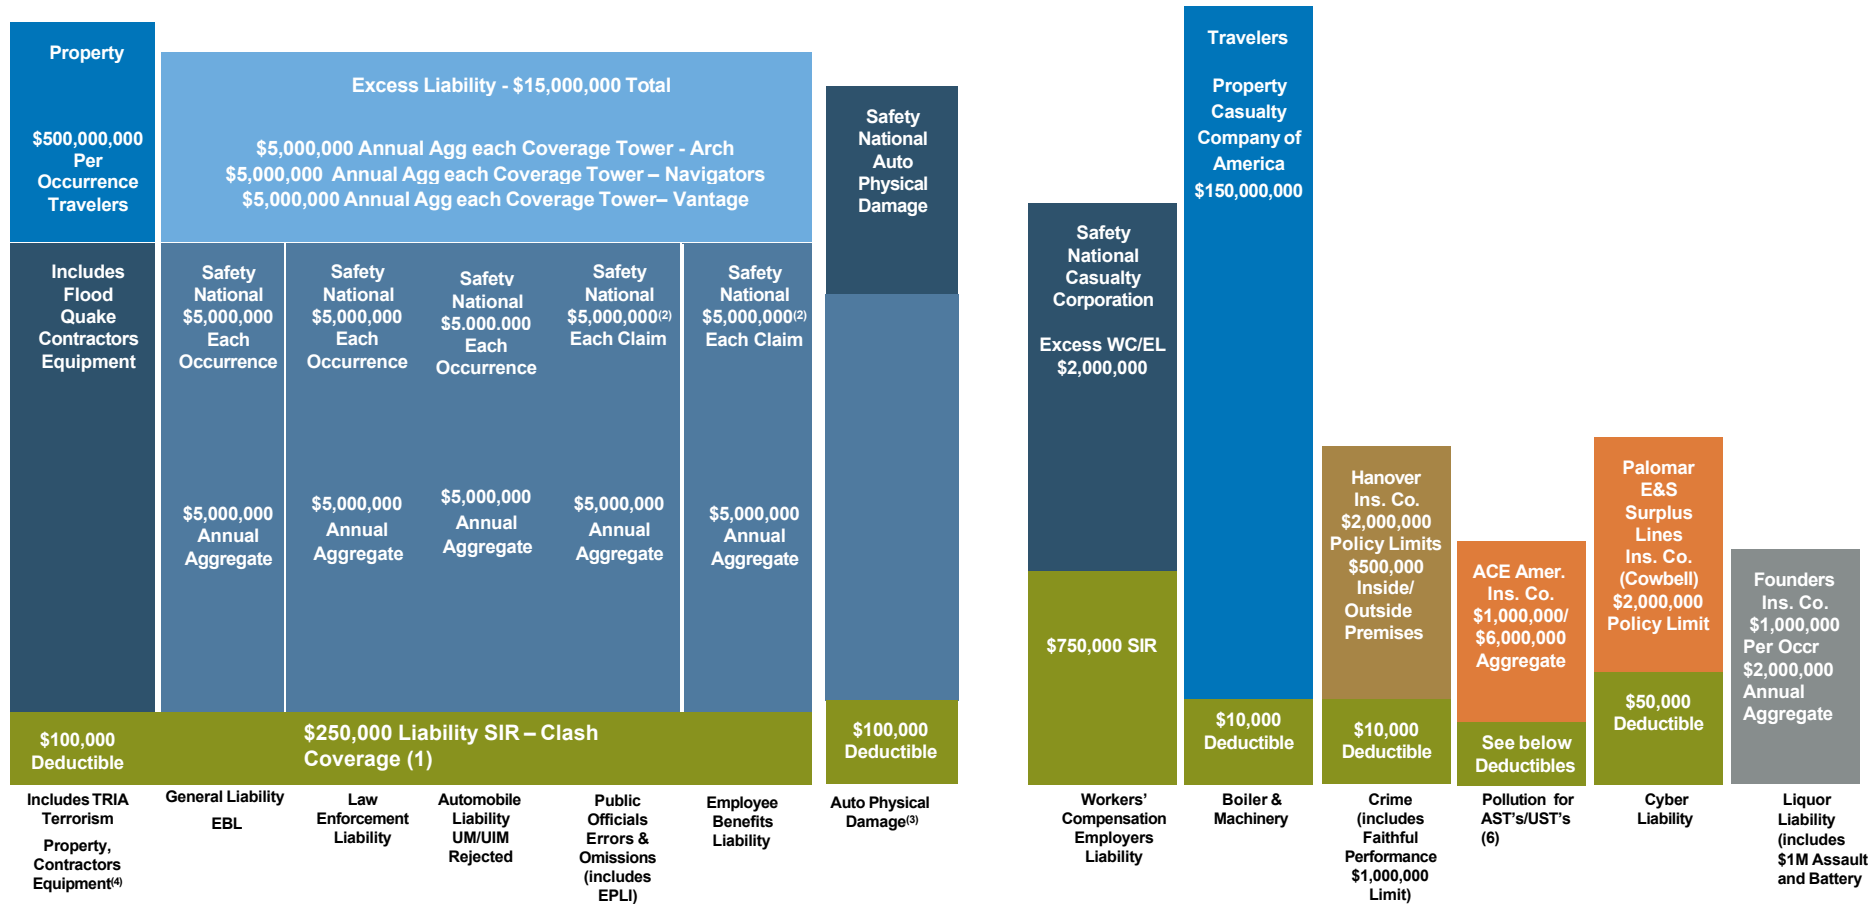 Property
$500,000,000
Per
Occurrence
Travelers
Includes
Flood
Quake
Contractors
Equipment
$100,000
Deductible
Includes TRIA
Terrorism
Property,
Contractors
Equipment(4)
Excess Liability - $15,000,000 Total
$5,000,000 Annual Agg each Coverage Tower - Arch
$5,000,000 Annual Agg each Coverage Tower – Navigators
$5,000,000 Annual Agg each Coverage Tower– Vantage
Safety
National
$5,000,000
Each
Occurrence
$5,000,000
Annual
Aggregate
Safety
National
$5,000,000
Each
Occurrence
$5,000,000
Annual
Aggregate
Safety
National
$5.000.000
Each
Occurrence
$5,000,000
Annual
Aggregate
Safety
National
$5,000,000(2)
Each Claim
$5,000,000
Annual
Aggregate
Safety
National
$5,000,000(2)
Each Claim
$5,000,000
Annual
Aggregate
$250,000 Liability SIR – Clash
Coverage (1)
General Liability
EBL
Law
Enforcement
Liability
Automobile
Liability
UM/UIM
Rejected
Public
Officials
Errors &
Omissions
(includes
EPLI)
Employee
Benefits
Liability
Safety
National
Auto
Physical
Damage
$100,000
Deductible
Auto Physical
Damage(3)
Safety
National
Casualty
Corporation
Excess WC/EL
$2,000,000
$750,000 SIR
Workers’
Compensation
Employers
Liability
Travelers
Property
Casualty
Company of
America
$150,000,000
$10,000
Deductible
Boiler &
Machinery
Hanover
Ins. Co.
$2,000,000
Policy Limits
$500,000
Inside/
Outside
Premises
$10,000
Deductible
Crime
(includes
Faithful
Performance
$1,000,000
Limit)
ACE Amer.
Ins. Co.
$1,000,000/
$6,000,000
Aggregate
See below
Deductibles
Pollution for
AST’s/UST’s
(6)
Palomar
E&S
Surplus
Lines
Ins. Co.
(Cowbell)
$2,000,000
Policy Limit
$50,000
Deductible
Cyber
Liability
Founders
Ins. Co.
$1,000,000
Per Occr
$2,000,000
Annual
Aggregate
Liquor
Liability
(includes
$1M Assault
and Battery